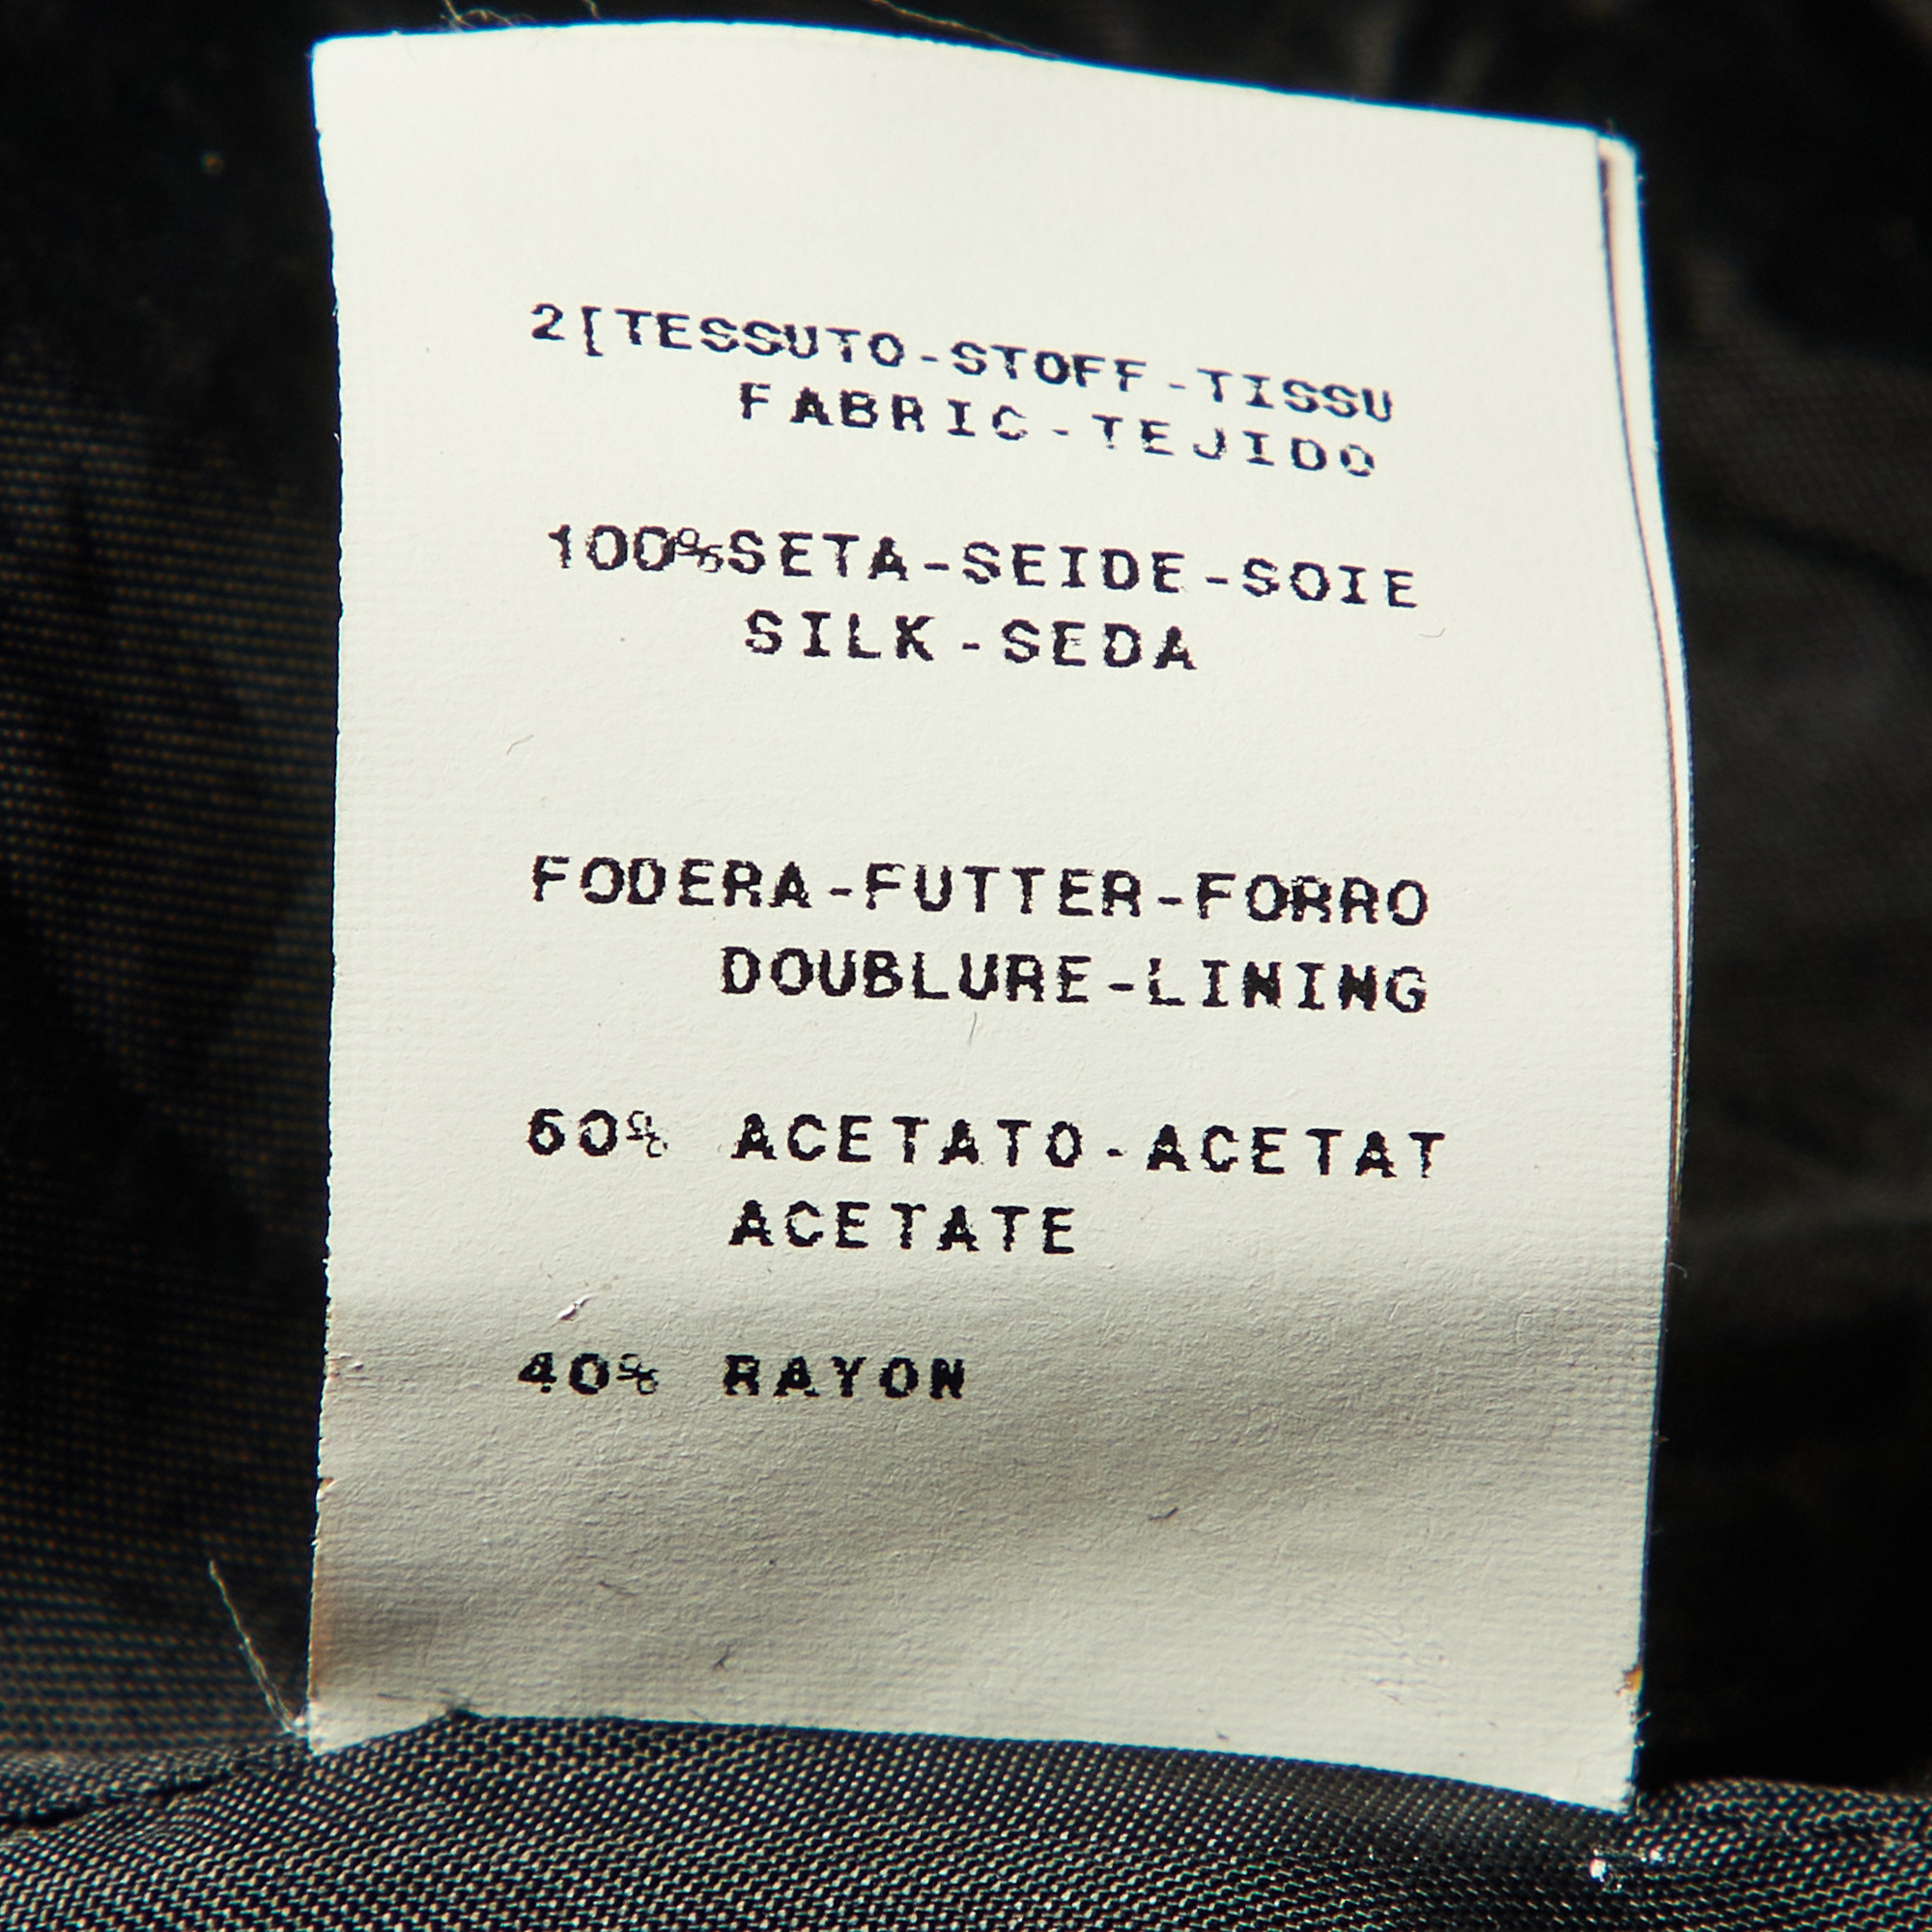 2[TESSUTO-STOFF-TISSU
FABRIC-TEJIDO
100%SETA-SEIDE-SOIE
SILK-SEDA
FODERA-FUTTER-FORRO
DOUBLURE-LINING
60% ACETATO-ACETAT
ACETATE
40% RAYON